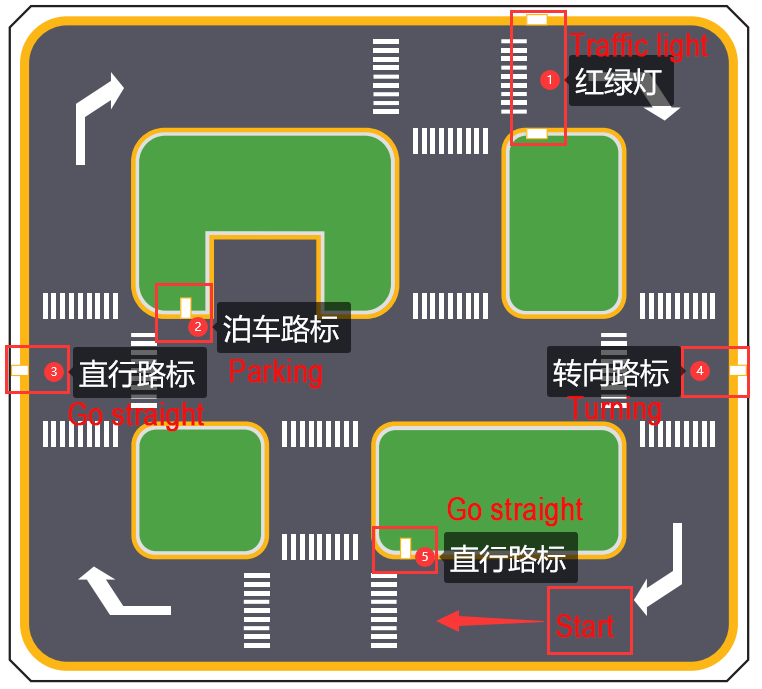 Traffic light
1
红绿灯
2
泊车路标
Parking
3
直行路标
Go straight
转向路标
4
Turning
Go straight
5
直行路标
Start